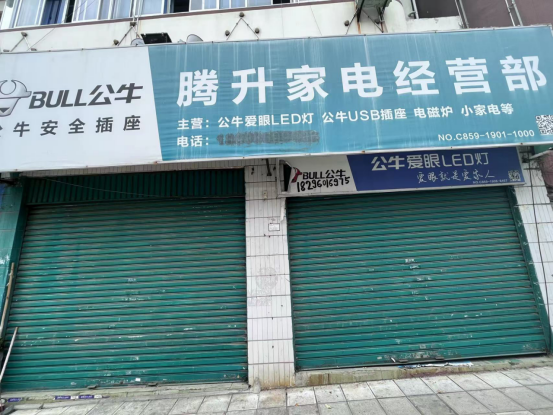 BULL公牛
牛安全插座
腾升家电经营部
主营：公牛爱眼LED灯 公牛USB插座 电磁炉 小家电等
电话：
NO.C859-1901-1000
BULL公牛
公牛爱眼LED灯
爱眼就是爱家人